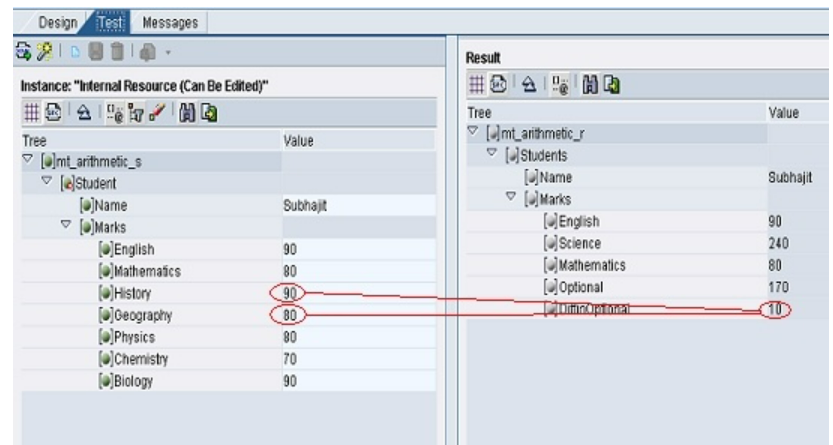 Design Test Messages
Instance: "Internal Resource (Can Be Edited)"
Tree Value
mt_arithmetic_s
Student
Name Subhajit
Marks
English 90
Mathematics 80
History 90
Geography 80
Physics 80
Chemistry 70
Biology 90
Result
Tree Value
mt_arithmetic_r
Students
Name Subhajit
Marks
English 90
Science 240
Mathematics 80
Optional 170
DiffinOptional 10